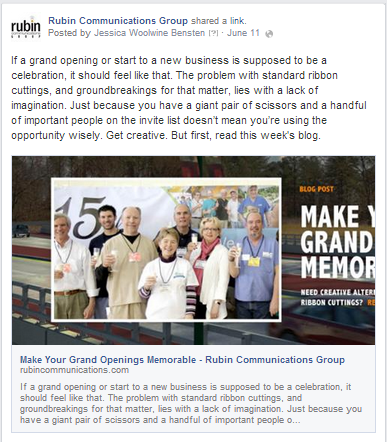 rubin
COMMUNICATIONS
GROUP
Rubin Communications Group shared a link.
Posted by Jessica Woolwine Bensten [?] · June 11
If a grand opening or start to a new business is supposed to be a
celebration, it should feel like that. The problem with standard ribbon
cuttings, and groundbreakings for that matter, lies with a lack of
imagination. Just because you have a giant pair of scissors and a handful
of important people on the invite list doesn't mean you're using the
opportunity wisely. Get creative. But first, read this week's blog.
15
BLOG POST
MAKE Y
GRAND
MEMOR
NEED CREATIVE ALTER
RIBBON CUTTINGS? RE
Make Your Grand Openings Memorable - Rubin Communications Group
rubincommunications.com
If a grand opening or start to a new business is supposed to be a celebration, it
should feel like that. The problem with standard ribbon cuttings, and
groundbreakings for that matter, lies with a lack of imagination. Just because you
have a giant pair of scissors and a handful of important people o...